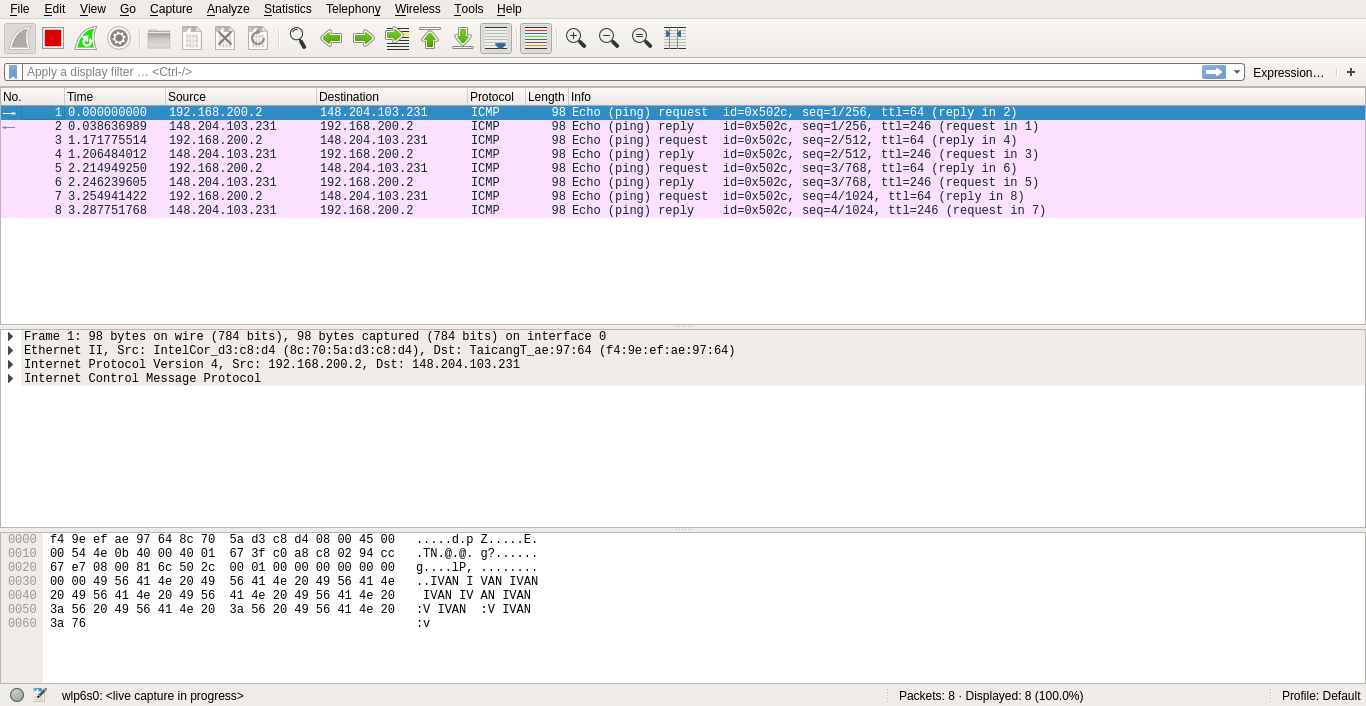 File Edit View Go Capture Analyze Statistics Telephony Wireless Tools Help
Apply a display filter … <Ctrl-/> Expression… +
No. Time Source Destination Protocol Length Info
1 0.000000000 192.168.200.2 148.204.103.231 ICMP 98 Echo (ping) request id=0x502c, seq=1/256, ttl=64 (reply in 2)
2 0.038636989 148.204.103.231 192.168.200.2 ICMP 98 Echo (ping) reply id=0x502c, seq=1/256, ttl=246 (request in 1)
3 1.171775514 192.168.200.2 148.204.103.231 ICMP 98 Echo (ping) request id=0x502c, seq=2/512, ttl=64 (reply in 4)
4 1.206484012 148.204.103.231 192.168.200.2 ICMP 98 Echo (ping) reply id=0x502c, seq=2/512, ttl=246 (request in 3)
5 2.214949250 192.168.200.2 148.204.103.231 ICMP 98 Echo (ping) request id=0x502c, seq=3/768, ttl=64 (reply in 6)
6 2.246239605 148.204.103.231 192.168.200.2 ICMP 98 Echo (ping) reply id=0x502c, seq=3/768, ttl=246 (request in 5)
7 3.254941422 192.168.200.2 148.204.103.231 ICMP 98 Echo (ping) request id=0x502c, seq=4/1024, ttl=64 (reply in 8)
8 3.287751768 148.204.103.231 192.168.200.2 ICMP 98 Echo (ping) reply id=0x502c, seq=4/1024, ttl=246 (request in 7)
Frame 1: 98 bytes on wire (784 bits), 98 bytes captured (784 bits) on interface 0
Ethernet II, Src: IntelCor_d3:c8:d4 (8c:70:5a:d3:c8:d4), Dst: TaicangT_ae:97:64 (f4:9e:ef:ae:97:64)
Internet Protocol Version 4, Src: 192.168.200.2, Dst: 148.204.103.231
Internet Control Message Protocol
0000 f4 9e ef ae 97 64 8c 70 5a d3 c8 d4 08 00 45 00 .....d.p Z.....E.
0010 00 54 4e 0b 40 00 40 01 67 3f c0 a8 c8 02 94 cc .TN.@.@. g?......
0020 67 e7 08 00 81 6c 50 2c 00 01 00 00 00 00 00 00 g....lP, ........
0030 00 00 49 56 41 4e 20 49 56 41 4e 20 49 56 41 4e ..IVAN I VAN IVAN
0040 20 49 56 41 4e 20 49 56 41 4e 20 49 56 41 4e 20 IVAN IV AN IVAN
0050 3a 56 20 49 56 41 4e 20 3a 56 20 49 56 41 4e 20 :V IVAN :V IVAN
0060 3a 76 :v
wlp6s0: <live capture in progress> Packets: 8 · Displayed: 8 (100.0%) Profile: Default